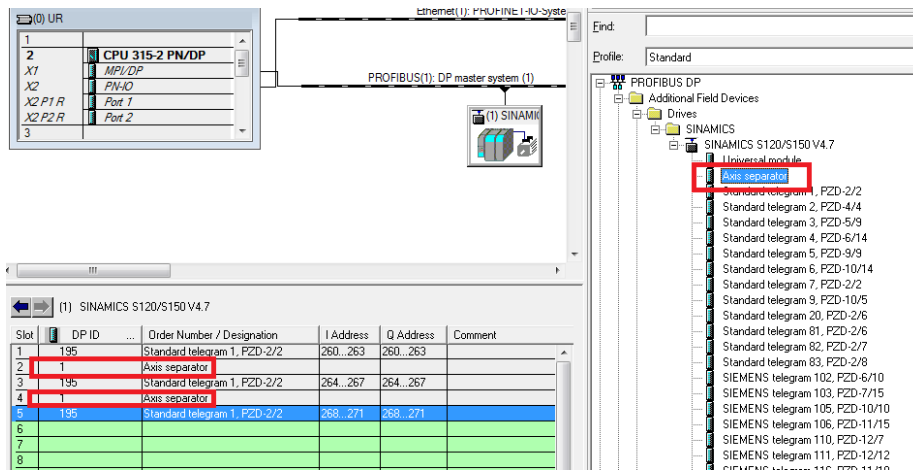 (0) UR
1
2 CPU 315-2 PN/DP
X1 MPI/DP
X2 PN-IO
X2 P1 R Port 1
X2 P2 R Port 2
3
Ethernet(1): PROFINET-IO-Syste
PROFIBUS(1): DP master system (1)
(1) SINAMIC
Find:
Profile: Standard
PROFIBUS DP
Additional Field Devices
Drives
SINAMICS
SINAMICS S120/S150 V4.7
Universal module
Axis separator
Standard telegram 1, PZD-2/2
Standard telegram 2, PZD-4/4
Standard telegram 3, PZD-5/9
Standard telegram 4, PZD-6/14
Standard telegram 5, PZD-9/9
Standard telegram 6, PZD-10/14
Standard telegram 7, PZD-2/2
Standard telegram 9, PZD-10/5
Standard telegram 20, PZD-2/6
Standard telegram 81, PZD-2/6
Standard telegram 82, PZD-2/7
Standard telegram 83, PZD-2/8
SIEMENS telegram 102, PZD-6/10
SIEMENS telegram 103, PZD-7/15
SIEMENS telegram 105, PZD-10/10
SIEMENS telegram 106, PZD-11/15
SIEMENS telegram 110, PZD-12/7
SIEMENS telegram 111, PZD-12/12
SIEMENS telegram 116, PZD-11/19
(1) SINAMICS S120/S150 V4.7
Slot DP ID ... Order Number / Designation I Address Q Address Comment
1 195 Standard telegram 1, PZD-2/2 260...263 260...263
2 1 Axis separator
3 195 Standard telegram 1, PZD-2/2 264...267 264...267
4 1 Axis separator
5 195 Standard telegram 1, PZD-2/2 268...271 268...271
6
7
8